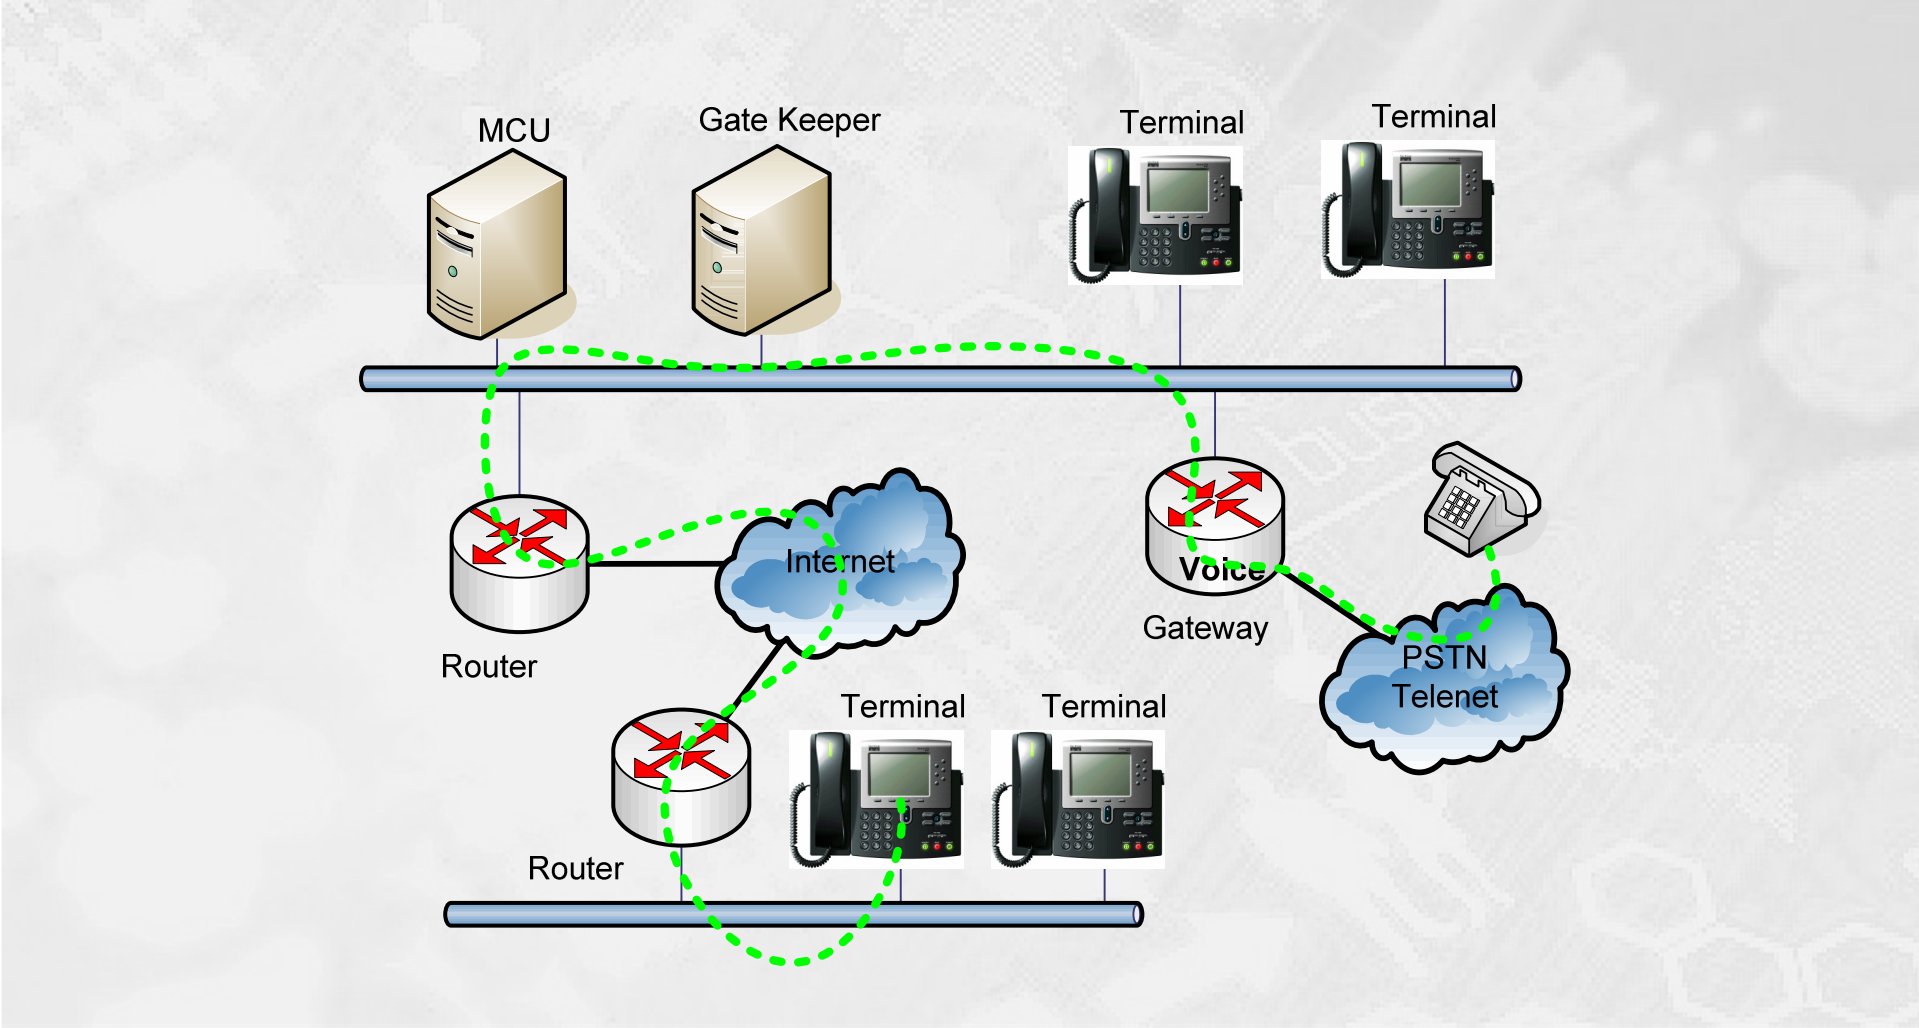 MCU
Gate Keeper
Terminal
Terminal
Internet
Voice
Gateway
Router
PSTN
Telenet
Terminal
Terminal
Router